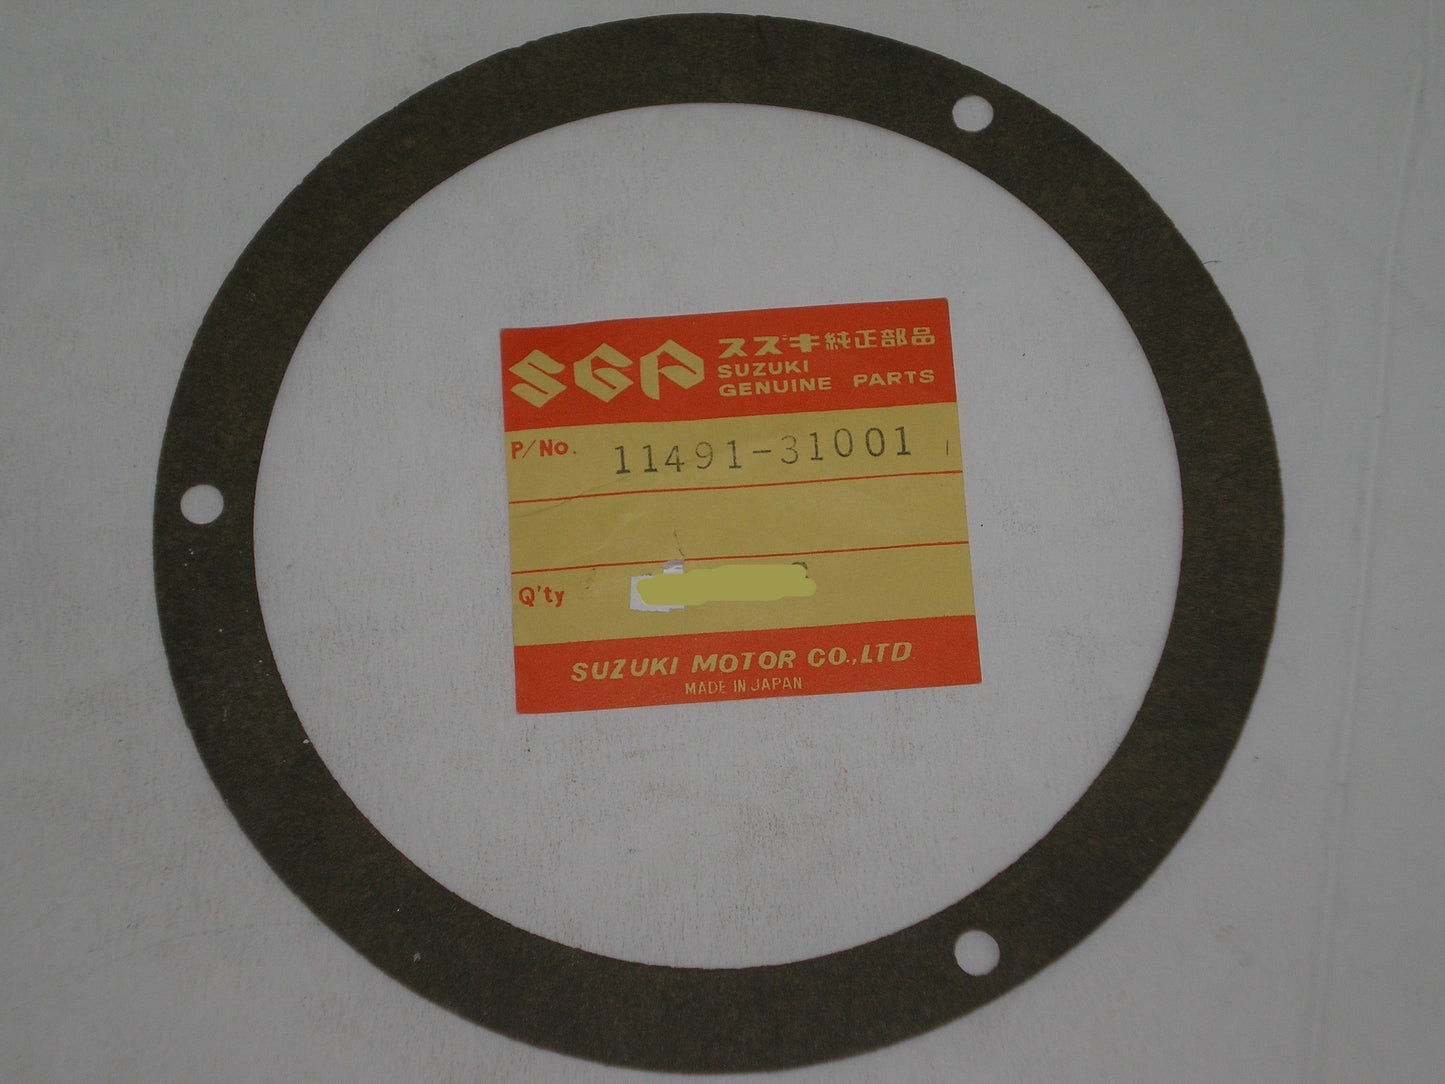 SGP スズキ純正部品
SUZUKI
GENUINE PARTS
P/No. 11491-31001
Q'ty
SUZUKI MOTOR CO.,LTD
MADE IN JAPAN